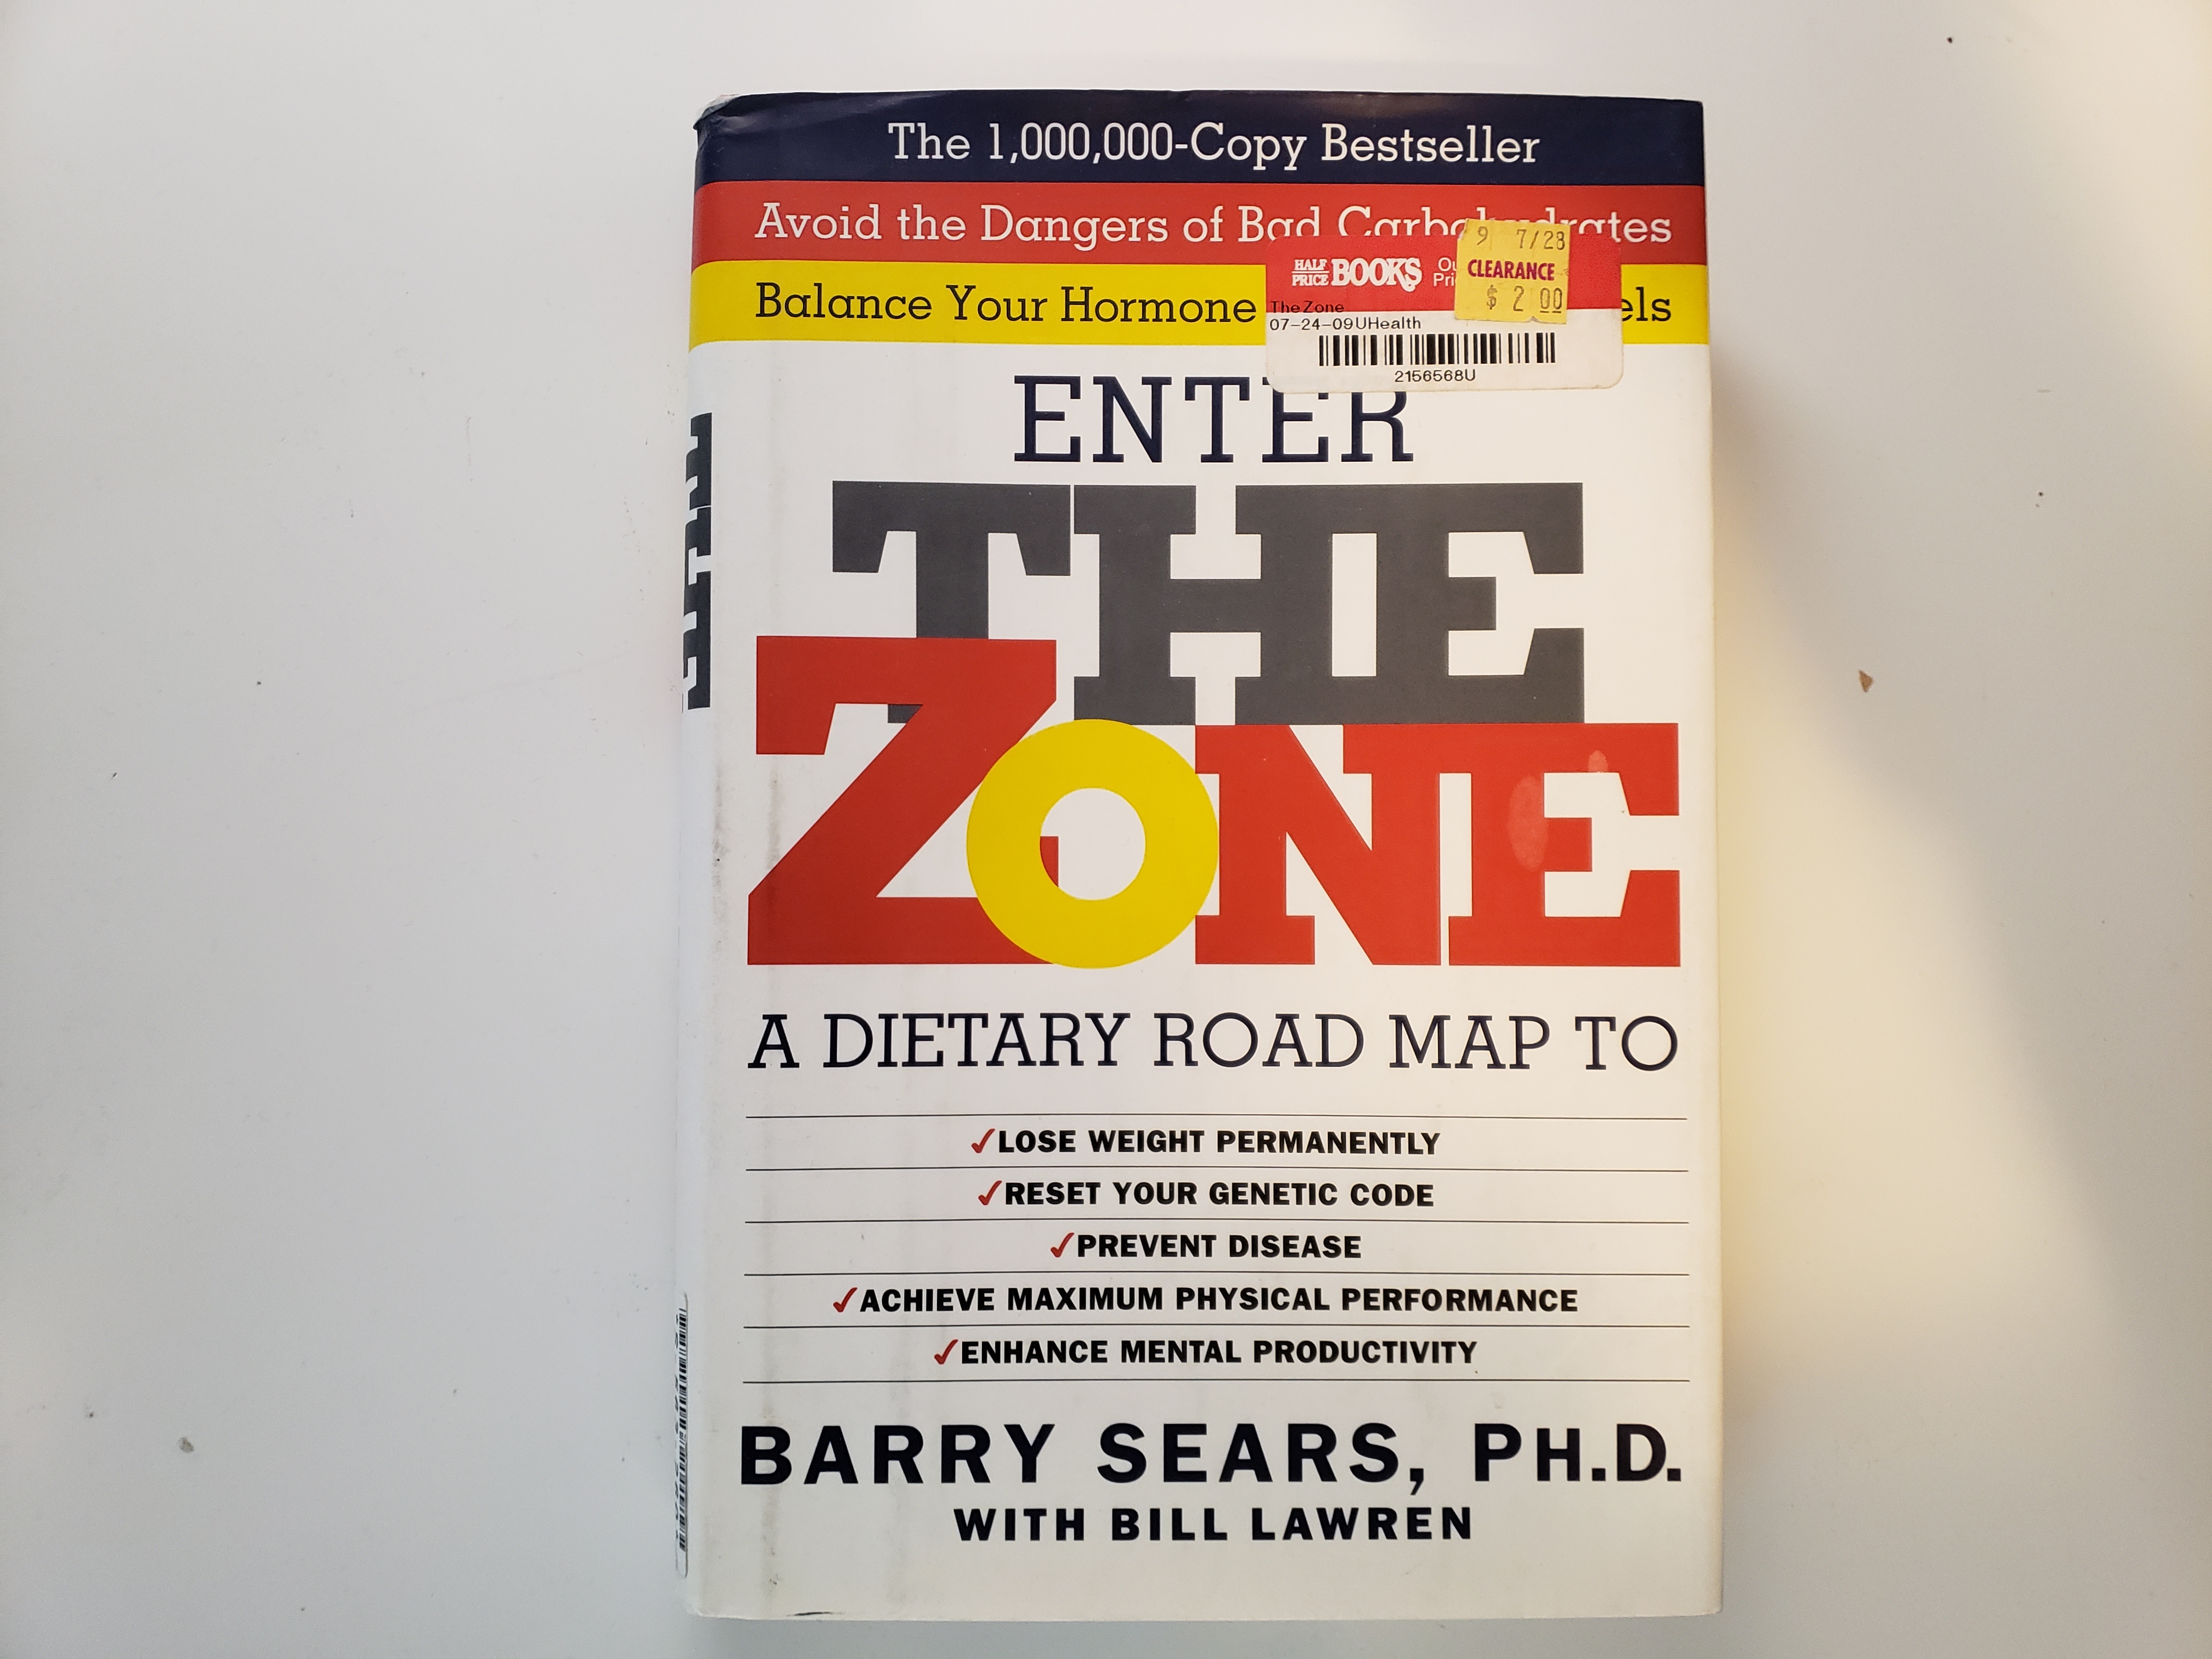 The 1,000,000-Copy Bestseller
Avoid the Dangers of Bad Carbohydrates
Balance Your Hormone
HALF PRICE BOOKS
9 7/28
CLEARANCE
$ 2 00
The Zone
07-24-09UHealth
2156568U
ENTER
THE
ZONE
A DIETARY ROAD MAP TO
✓LOSE WEIGHT PERMANENTLY
✓RESET YOUR GENETIC CODE
✓PREVENT DISEASE
✓ACHIEVE MAXIMUM PHYSICAL PERFORMANCE
✓ENHANCE MENTAL PRODUCTIVITY
BARRY SEARS, PH.D.
WITH BILL LAWREN
THE